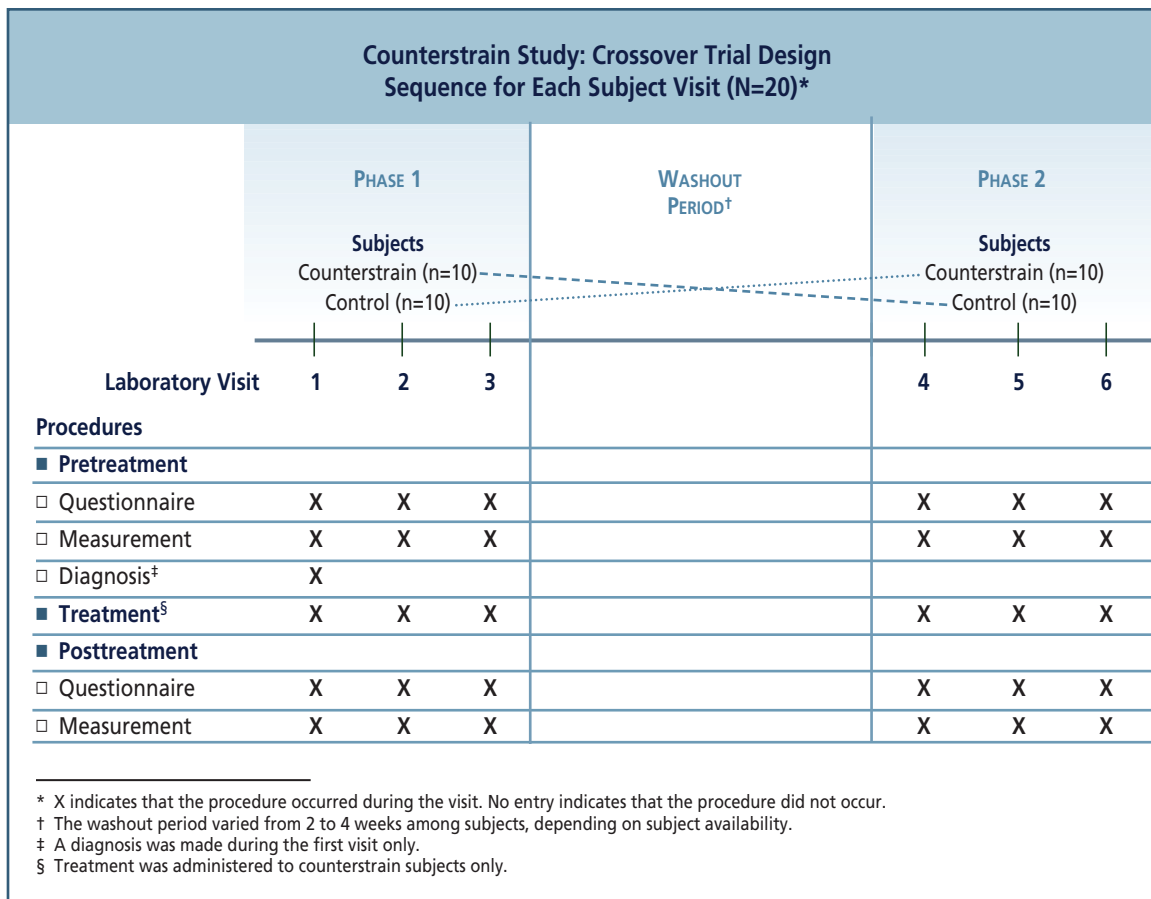 Counterstrain Study: Crossover Trial Design
Sequence for Each Subject Visit (N=20)*
PHASE 1
WASHOUT
PERIOD†
PHASE 2
Subjects
Subjects
Counterstrain (n=10)
Counterstrain (n=10)
Control (n=10)
Control (n=10)
Laboratory Visit 1 2 3 4 5 6
Procedures
■ Pretreatment
□ Questionnaire X X X X X X
□ Measurement X X X X X X
□ Diagnosis‡ X
■ Treatment§ X X X X X X
■ Posttreatment
□ Questionnaire X X X X X X
□ Measurement X X X X X X
* X indicates that the procedure occurred during the visit. No entry indicates that the procedure did not occur.
† The washout period varied from 2 to 4 weeks among subjects, depending on subject availability.
‡ A diagnosis was made during the first visit only.
§ Treatment was administered to counterstrain subjects only.